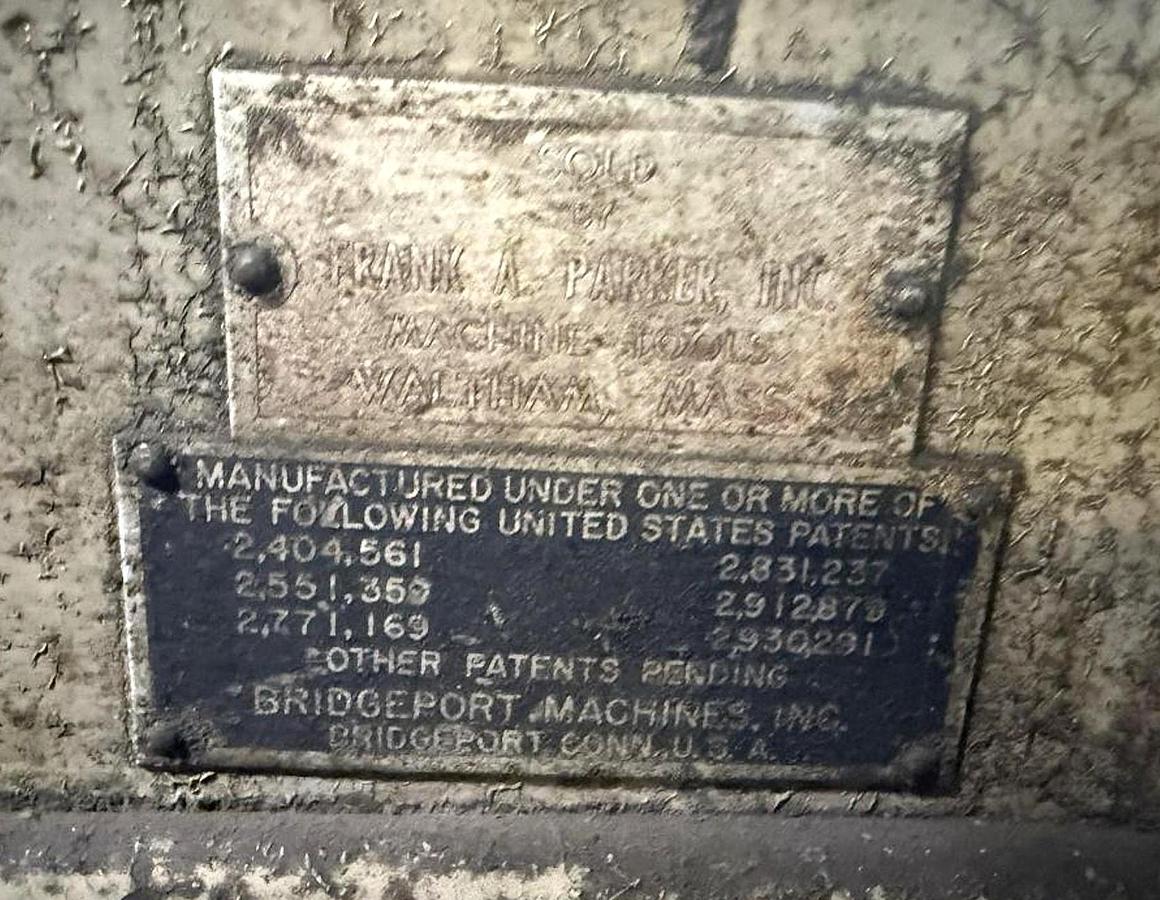 SOLD
BY
FRANK A. PARKER, INC.
MACHINE TOOLS
WALTHAM, MASS.
MANUFACTURED UNDER ONE OR MORE OF
THE FOLLOWING UNITED STATES PATENTS:
2,404,561 2,831,237
2,551,359 2,912,879
2,771,169 2,930,291
OTHER PATENTS PENDING
BRIDGEPORT MACHINES, INC.
BRIDGEPORT CONN. U.S.A.